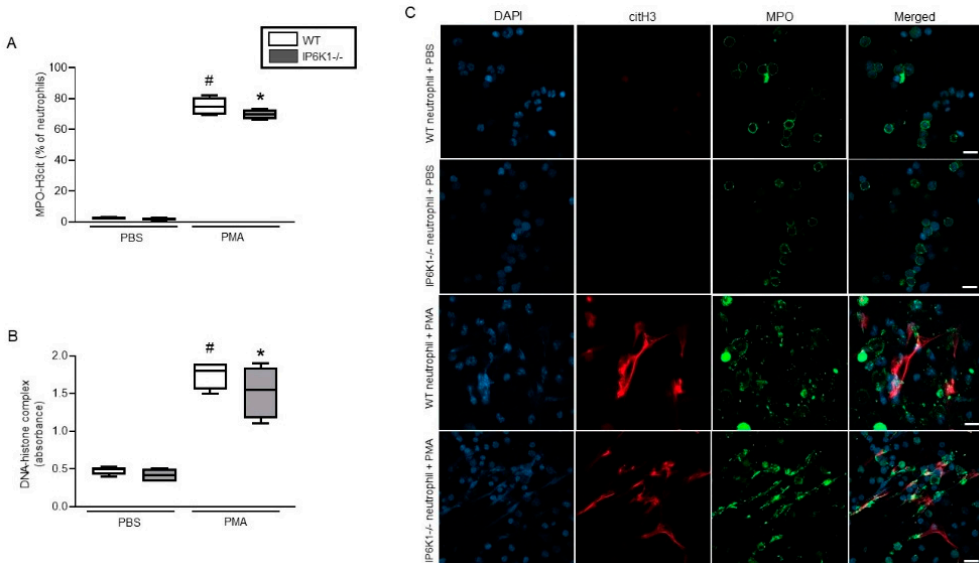 A
WT
IP6K1-/-
MPO-H3cit (% of neutrophils)
100
80
60
40
20
0
#
*
PBS
PMA
B
DNA-histone complex
(absorbance)
2.0
1.5
1.0
0.5
0.0
#
*
PBS
PMA
C
DAPI
citH3
MPO
Merged
WT neutrophil + PBS
IP6K1-/- neutrophil + PBS
WT neutrophil + PMA
IP6K1-/- neutrophil + PMA